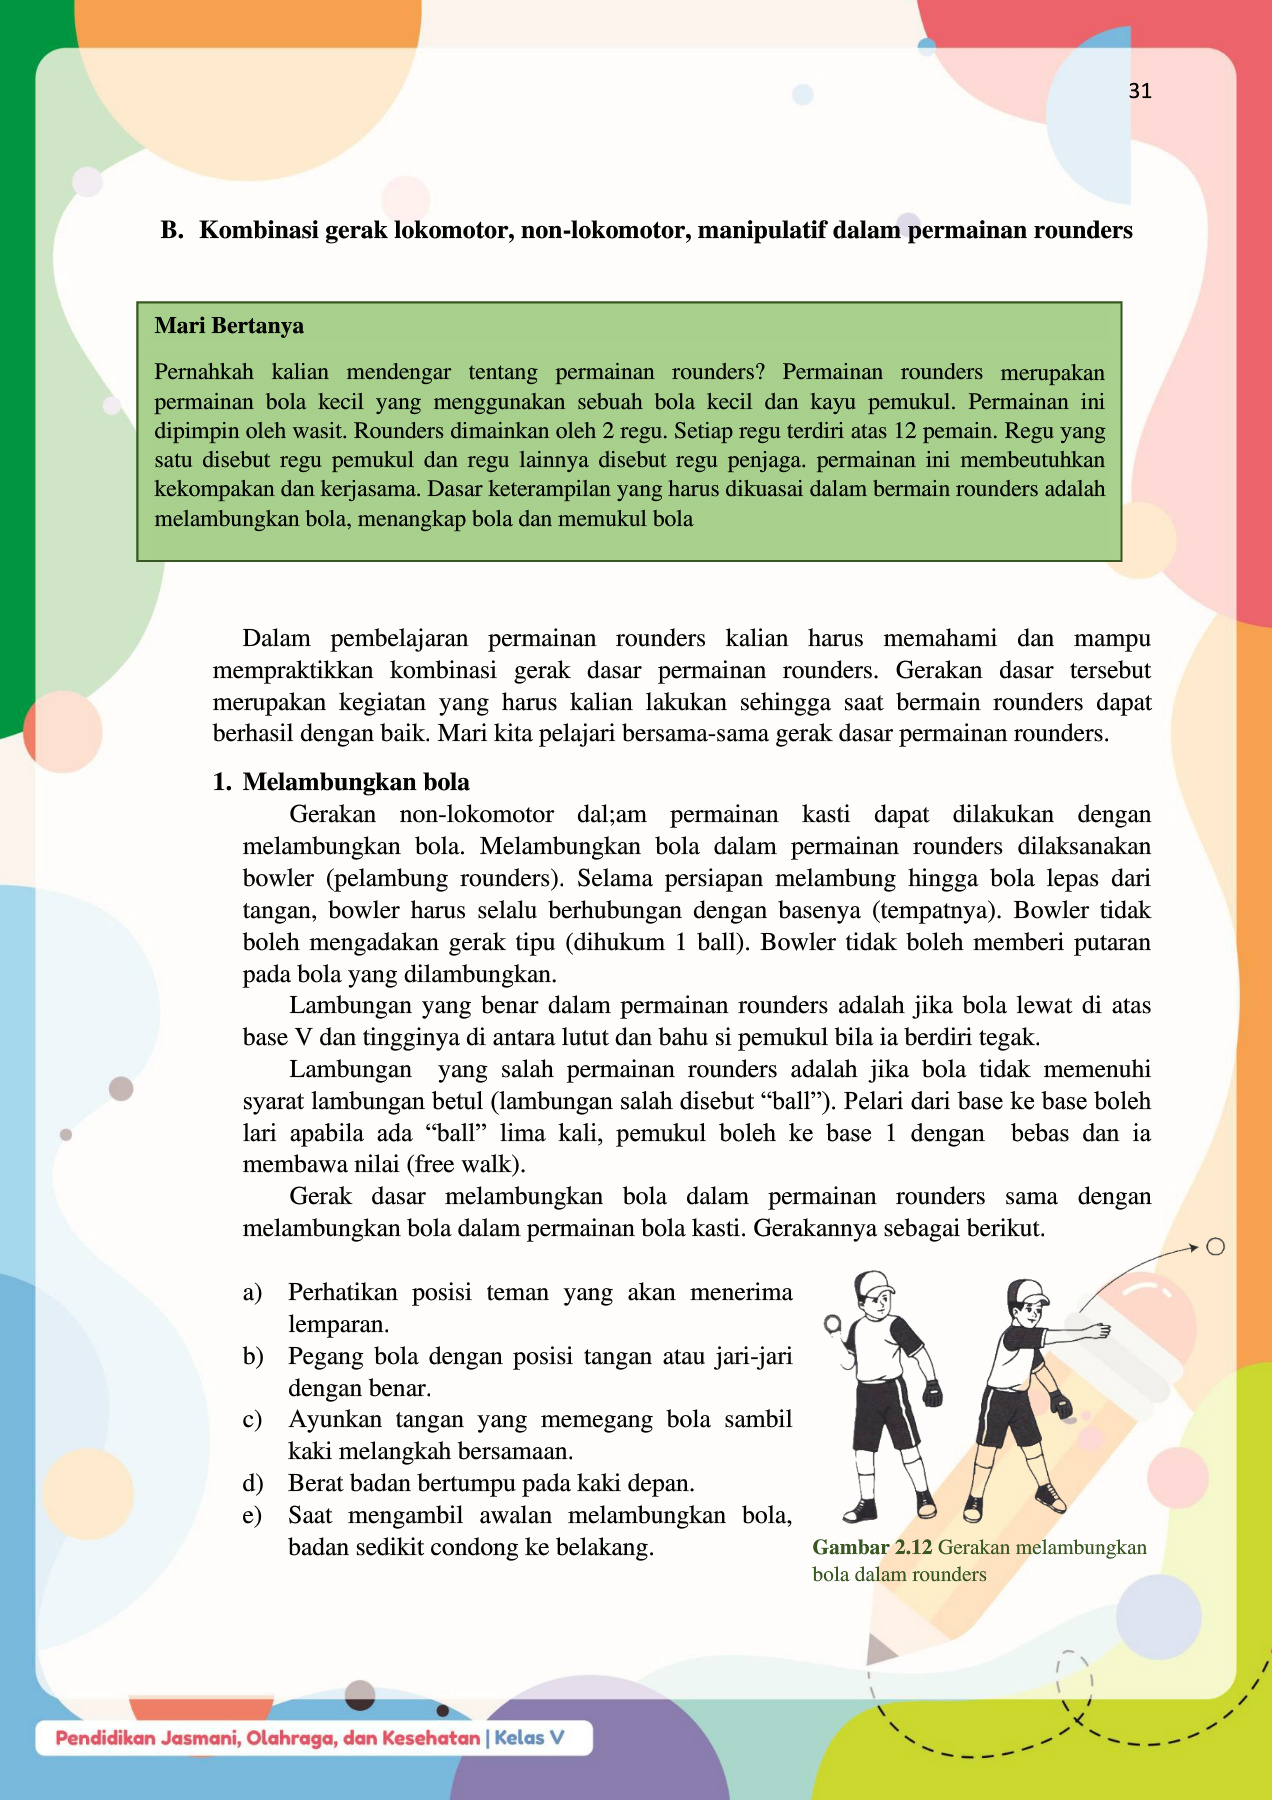 31
B. Kombinasi gerak lokomotor, non-lokomotor, manipulatif dalam permainan rounders
Mari Bertanya
Pernahkah kalian mendengar tentang permainan rounders? Permainan rounders merupakan
permainan bola kecil yang menggunakan sebuah bola kecil dan kayu pemukul. Permainan ini
dipimpin oleh wasit. Rounders dimainkan oleh 2 regu. Setiap regu terdiri atas 12 pemain. Regu yang
satu disebut regu pemukul dan regu lainnya disebut regu penjaga. permainan ini membeutuhkan
kekompakan dan kerjasama. Dasar keterampilan yang harus dikuasai dalam bermain rounders adalah
melambungkan bola, menangkap bola dan memukul bola
Dalam pembelajaran permainan rounders kalian harus memahami dan mampu
mempraktikkan kombinasi gerak dasar permainan rounders. Gerakan dasar tersebut
merupakan kegiatan yang harus kalian lakukan sehingga saat bermain rounders dapat
berhasil dengan baik. Mari kita pelajari bersama-sama gerak dasar permainan rounders.
1. Melambungkan bola
Gerakan non-lokomotor dal;am permainan kasti dapat dilakukan dengan
melambungkan bola. Melambungkan bola dalam permainan rounders dilaksanakan
bowler (pelambung rounders). Selama persiapan melambung hingga bola lepas dari
tangan, bowler harus selalu berhubungan dengan basenya (tempatnya). Bowler tidak
boleh mengadakan gerak tipu (dihukum 1 ball). Bowler tidak boleh memberi putaran
pada bola yang dilambungkan.
Lambungan yang benar dalam permainan rounders adalah jika bola lewat di atas
base V dan tingginya di antara lutut dan bahu si pemukul bila ia berdiri tegak.
Lambungan yang salah permainan rounders adalah jika bola tidak memenuhi
syarat lambungan betul (lambungan salah disebut “ball”). Pelari dari base ke base boleh
lari apabila ada “ball” lima kali, pemukul boleh ke base 1 dengan bebas dan ia
membawa nilai (free walk).
Gerak dasar melambungkan bola dalam permainan rounders sama dengan
melambungkan bola dalam permainan bola kasti. Gerakannya sebagai berikut.
a) Perhatikan posisi teman yang akan menerima
lemparan.
b) Pegang bola dengan posisi tangan atau jari-jari
dengan benar.
c) Ayunkan tangan yang memegang bola sambil
kaki melangkah bersamaan.
d) Berat badan bertumpu pada kaki depan.
e) Saat mengambil awalan melambungkan bola,
badan sedikit condong ke belakang.
Gambar 2.12 Gerakan melambungkan
bola dalam rounders
Pendidikan Jasmani, Olahraga, dan Kesehatan | Kelas V